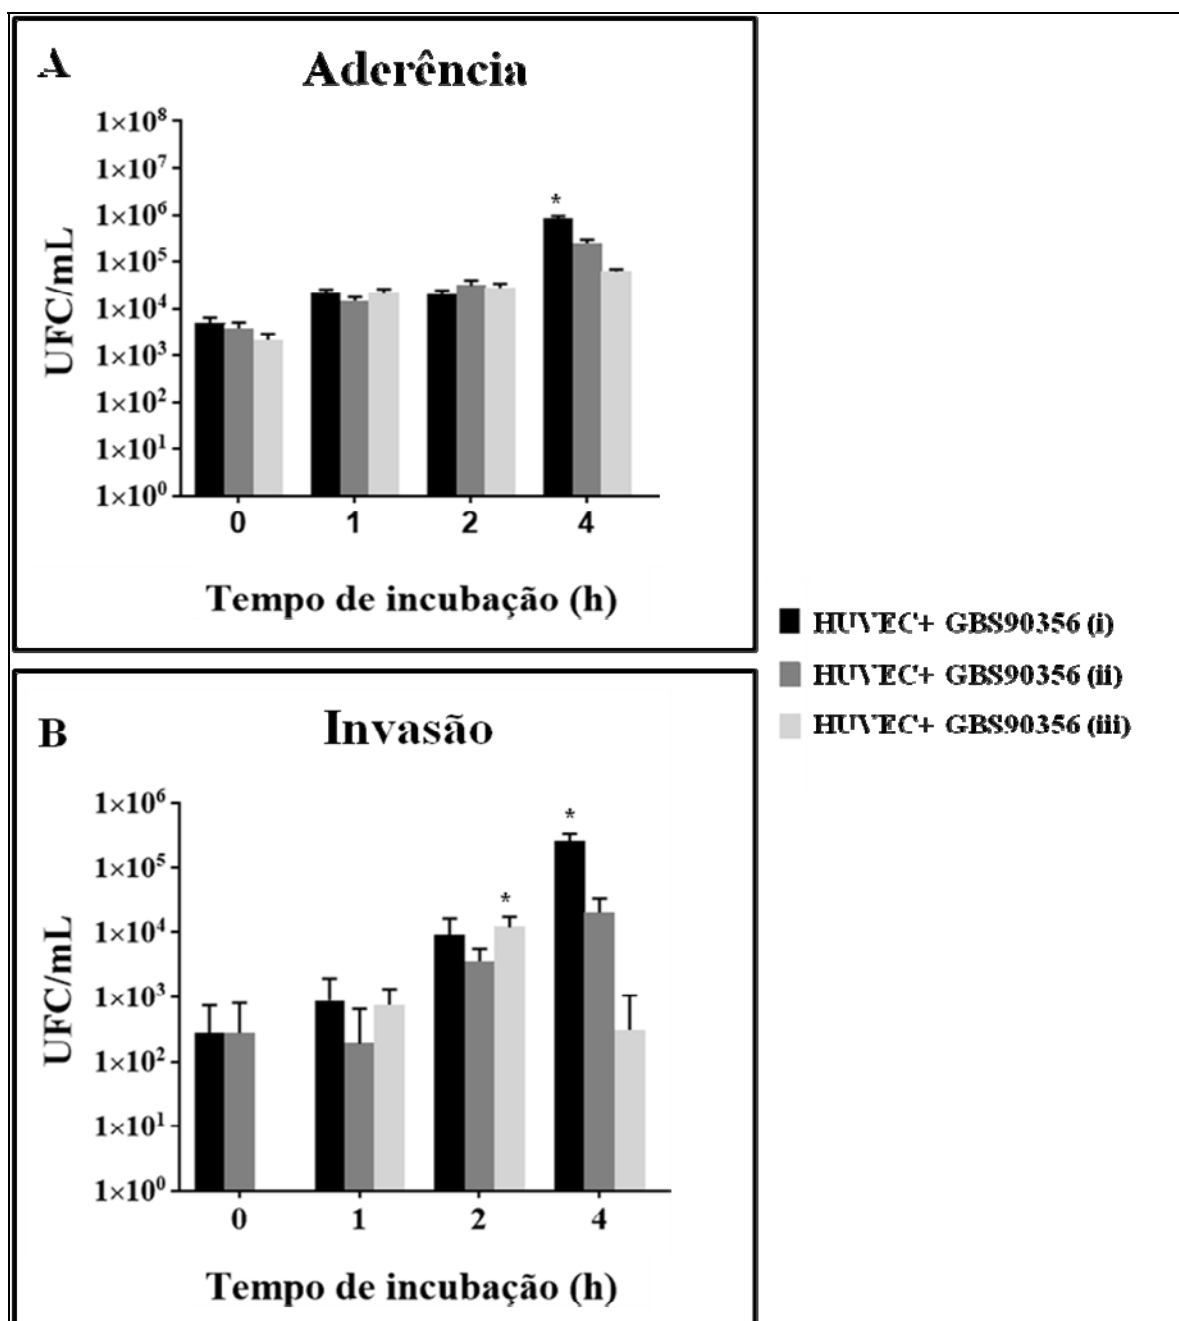 A
Aderência
1×10⁸
1×10⁷
1×10⁶
1×10⁵
1×10⁴
1×10³
1×10²
1×10¹
1×10⁰
UFC/mL
*
0 1 2 4
Tempo de incubação (h)
HUVEC+ GBS90356 (i)
HUVEC+ GBS90356 (ii)
HUVEC+ GBS90356 (iii)
B
Invasão
1×10⁶
1×10⁵
1×10⁴
1×10³
1×10²
1×10¹
1×10⁰
UFC/mL
*
*
0 1 2 4
Tempo de incubação (h)